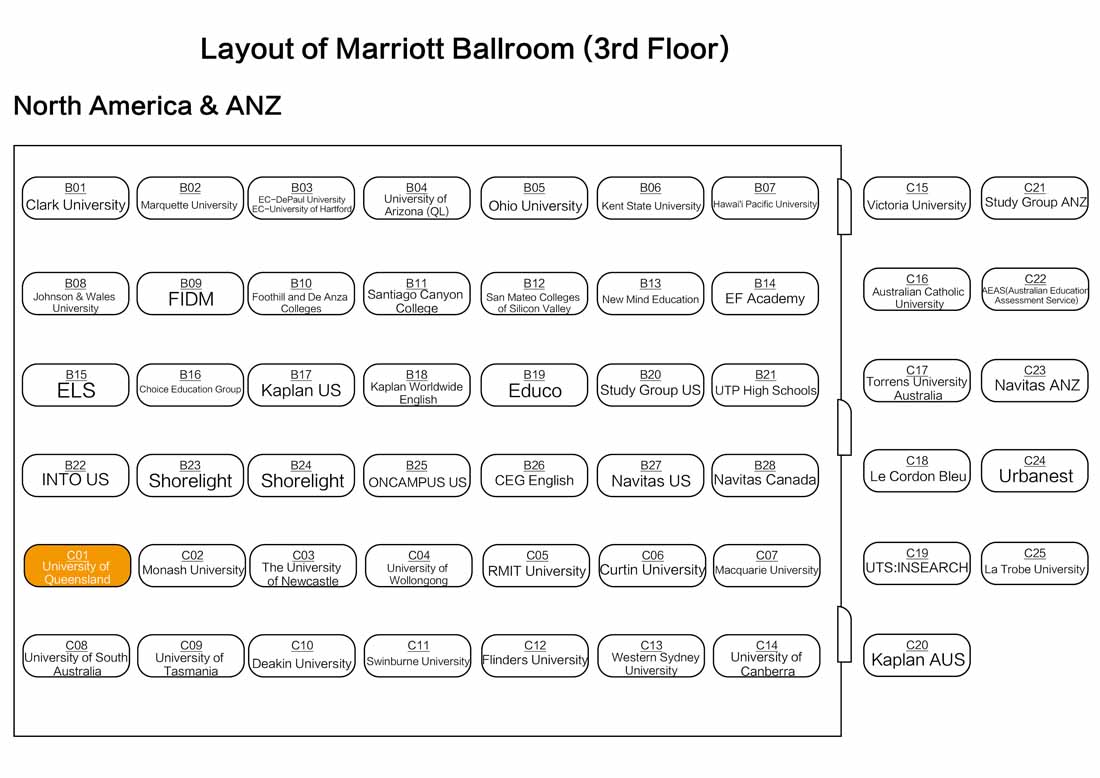 Layout of Marriott Ballroom (3rd Floor)
North America & ANZ
B01
Clark University
B02
Marquette University
B03
EC-DePaul University
EC-University of Hartford
B04
University of
Arizona (QL)
B05
Ohio University
B06
Kent State University
B07
Hawai'i Pacific University
C15
Victoria University
C21
Study Group ANZ
B08
Johnson & Wales
University
B09
FIDM
B10
Foothill and De Anza
Colleges
B11
Santiago Canyon
College
B12
San Mateo Colleges
of Silicon Valley
B13
New Mind Education
B14
EF Academy
C16
Australian Catholic
University
C22
AEAS(Australian Education
Assessment Service)
B15
ELS
B16
Choice Education Group
B17
Kaplan US
B18
Kaplan Worldwide
English
B19
Educo
B20
Study Group US
B21
UTP High Schools
C17
Torrens University
Australia
C23
Navitas ANZ
B22
INTO US
B23
Shorelight
B24
Shorelight
B25
ONCAMPUS US
B26
CEG English
B27
Navitas US
B28
Navitas Canada
C18
Le Cordon Bleu
C24
Urbanest
C01
University of
Queensland
C02
Monash University
C03
The University
of Newcastle
C04
University of
Wollongong
C05
RMIT University
C06
Curtin University
C07
Macquarie University
C19
UTS:INSEARCH
C25
La Trobe University
C08
University of South
Australia
C09
University of
Tasmania
C10
Deakin University
C11
Swinburne University
C12
Flinders University
C13
Western Sydney
University
C14
University of
Canberra
C20
Kaplan AUS